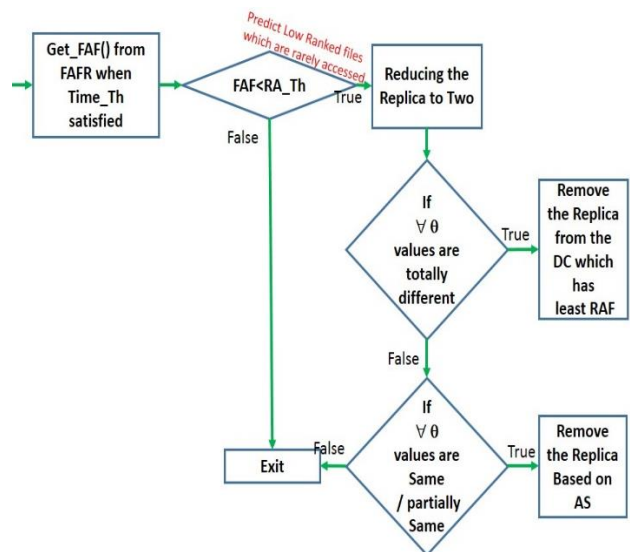 Get_FAF() from
FAFR when
Time_Th
satisfied
FAF<RA_Th
Predict Low Ranked files
which are rarely accessed
True
False
Reducing the
Replica to Two
If
∀ θ
values are
totally
different
True
Remove
the Replica
from the
DC which
has
least RAF
False
If
∀ θ
values are
Same
/ partially
Same
False
Exit
True
Remove
the Replica
Based on
AS